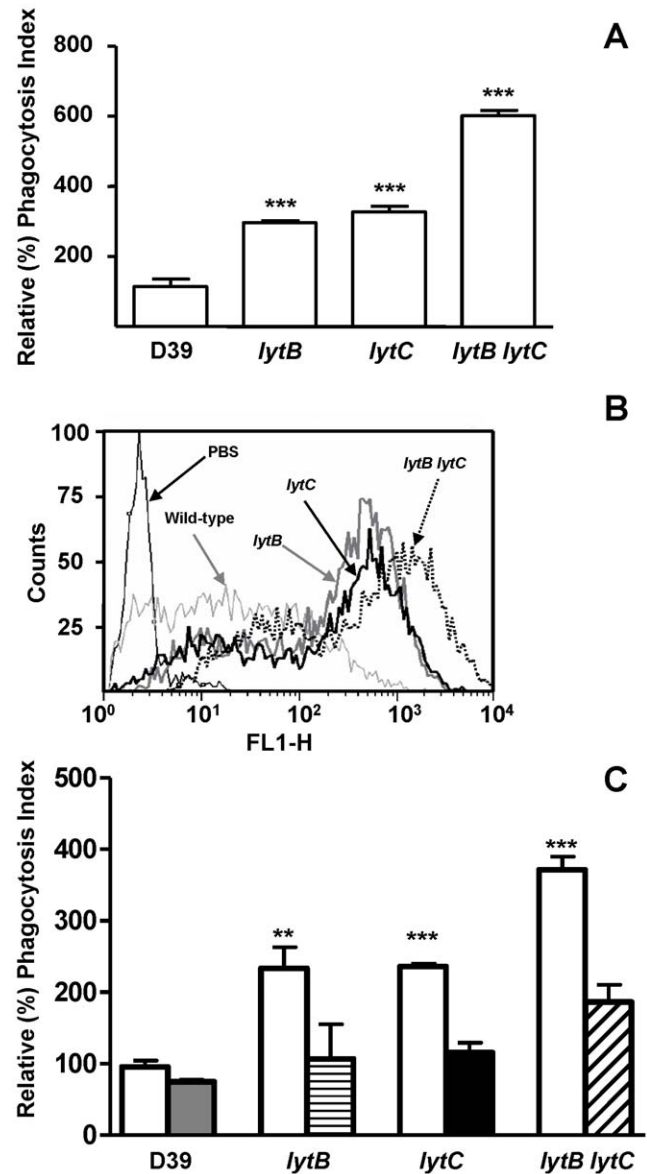 A
Relative (%) Phagocytosis Index
800
600
400
200
***
***
***
D39
lytB
lytC
lytB lytC
B
Counts
100
75
50
25
PBS
Wild-type
lytB
lytC
lytB lytC
10⁰ 10¹ 10² 10³ 10⁴
FL1-H
C
Relative (%) Phagocytosis Index
500
400
300
200
100
0
**
***
***
D39
lytB
lytC
lytB lytC